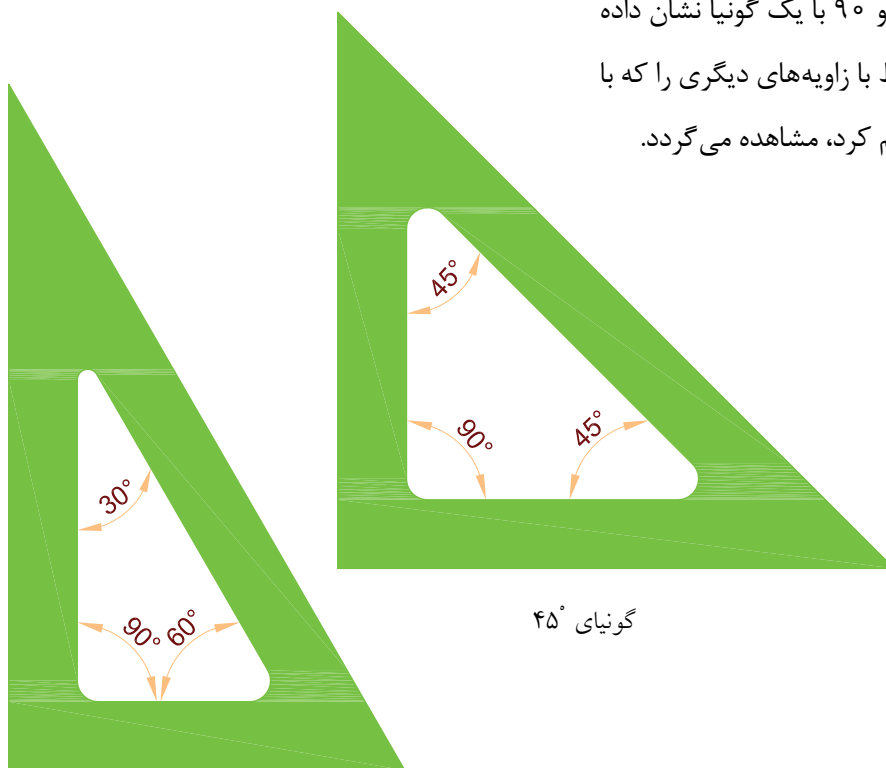 و ۹۰ با یک گونیا نشان داده
با زاویه‌های دیگری را که با
کرد، مشاهده می‌گردد.
45°
90°
45°
30°
90°
60°
گونیای ۴۵°